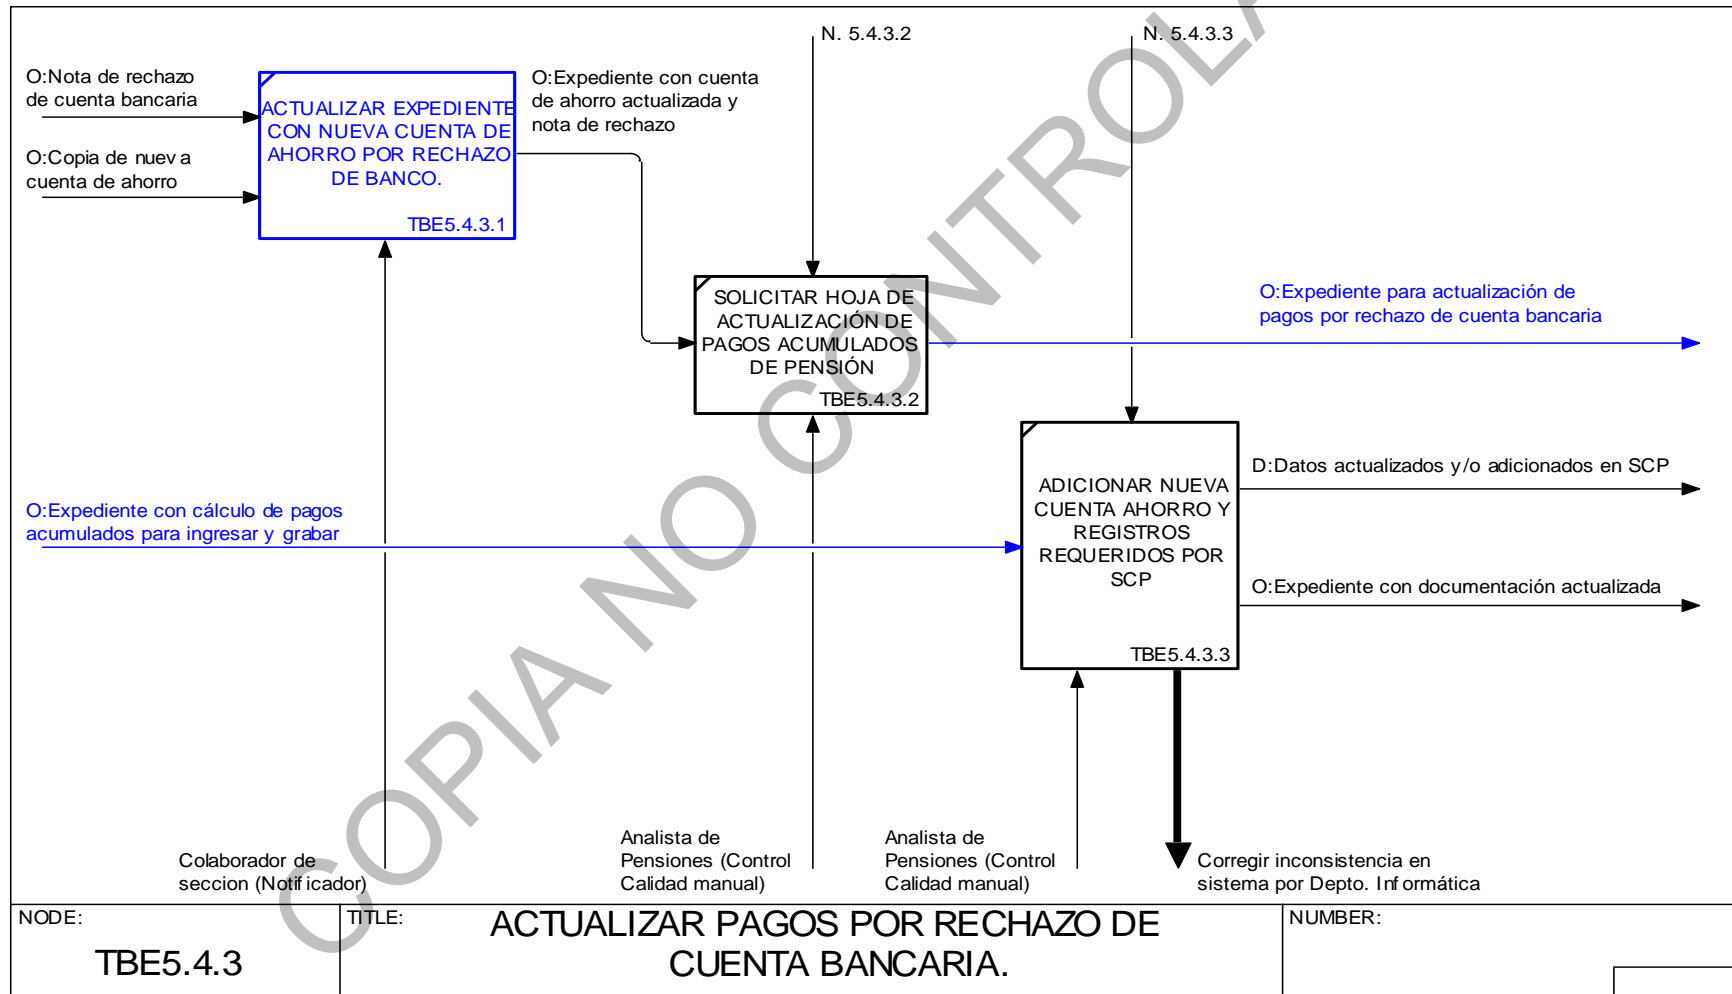 N. 5.4.3.2
N. 5.4.3.3
O:Nota de rechazo
de cuenta bancaria
O:Copia de nueva
cuenta de ahorro
ACTUALIZAR EXPEDIENTE
CON NUEVA CUENTA DE
AHORRO POR RECHAZO
DE BANCO.
TBE5.4.3.1
O:Expediente con cuenta
de ahorro actualizada y
nota de rechazo
SOLICITAR HOJA DE
ACTUALIZACIÓN DE
PAGOS ACUMULADOS
DE PENSIÓN
TBE5.4.3.2
O:Expediente para actualización de
pagos por rechazo de cuenta bancaria
O:Expediente con cálculo de pagos
acumulados para ingresar y grabar
ADICIONAR NUEVA
CUENTA AHORRO Y
REGISTROS
REQUERIDOS POR
SCP
TBE5.4.3.3
D:Datos actualizados y/o adicionados en SCP
O:Expediente con documentación actualizada
Colaborador de
seccion (Notificador)
Analista de
Pensiones (Control
Calidad manual)
Analista de
Pensiones (Control
Calidad manual)
Corregir inconsistencia en
sistema por Depto. Informática
COPIA NO CONTROLA
NODE:
TBE5.4.3
TITLE:
ACTUALIZAR PAGOS POR RECHAZO DE
CUENTA BANCARIA.
NUMBER: